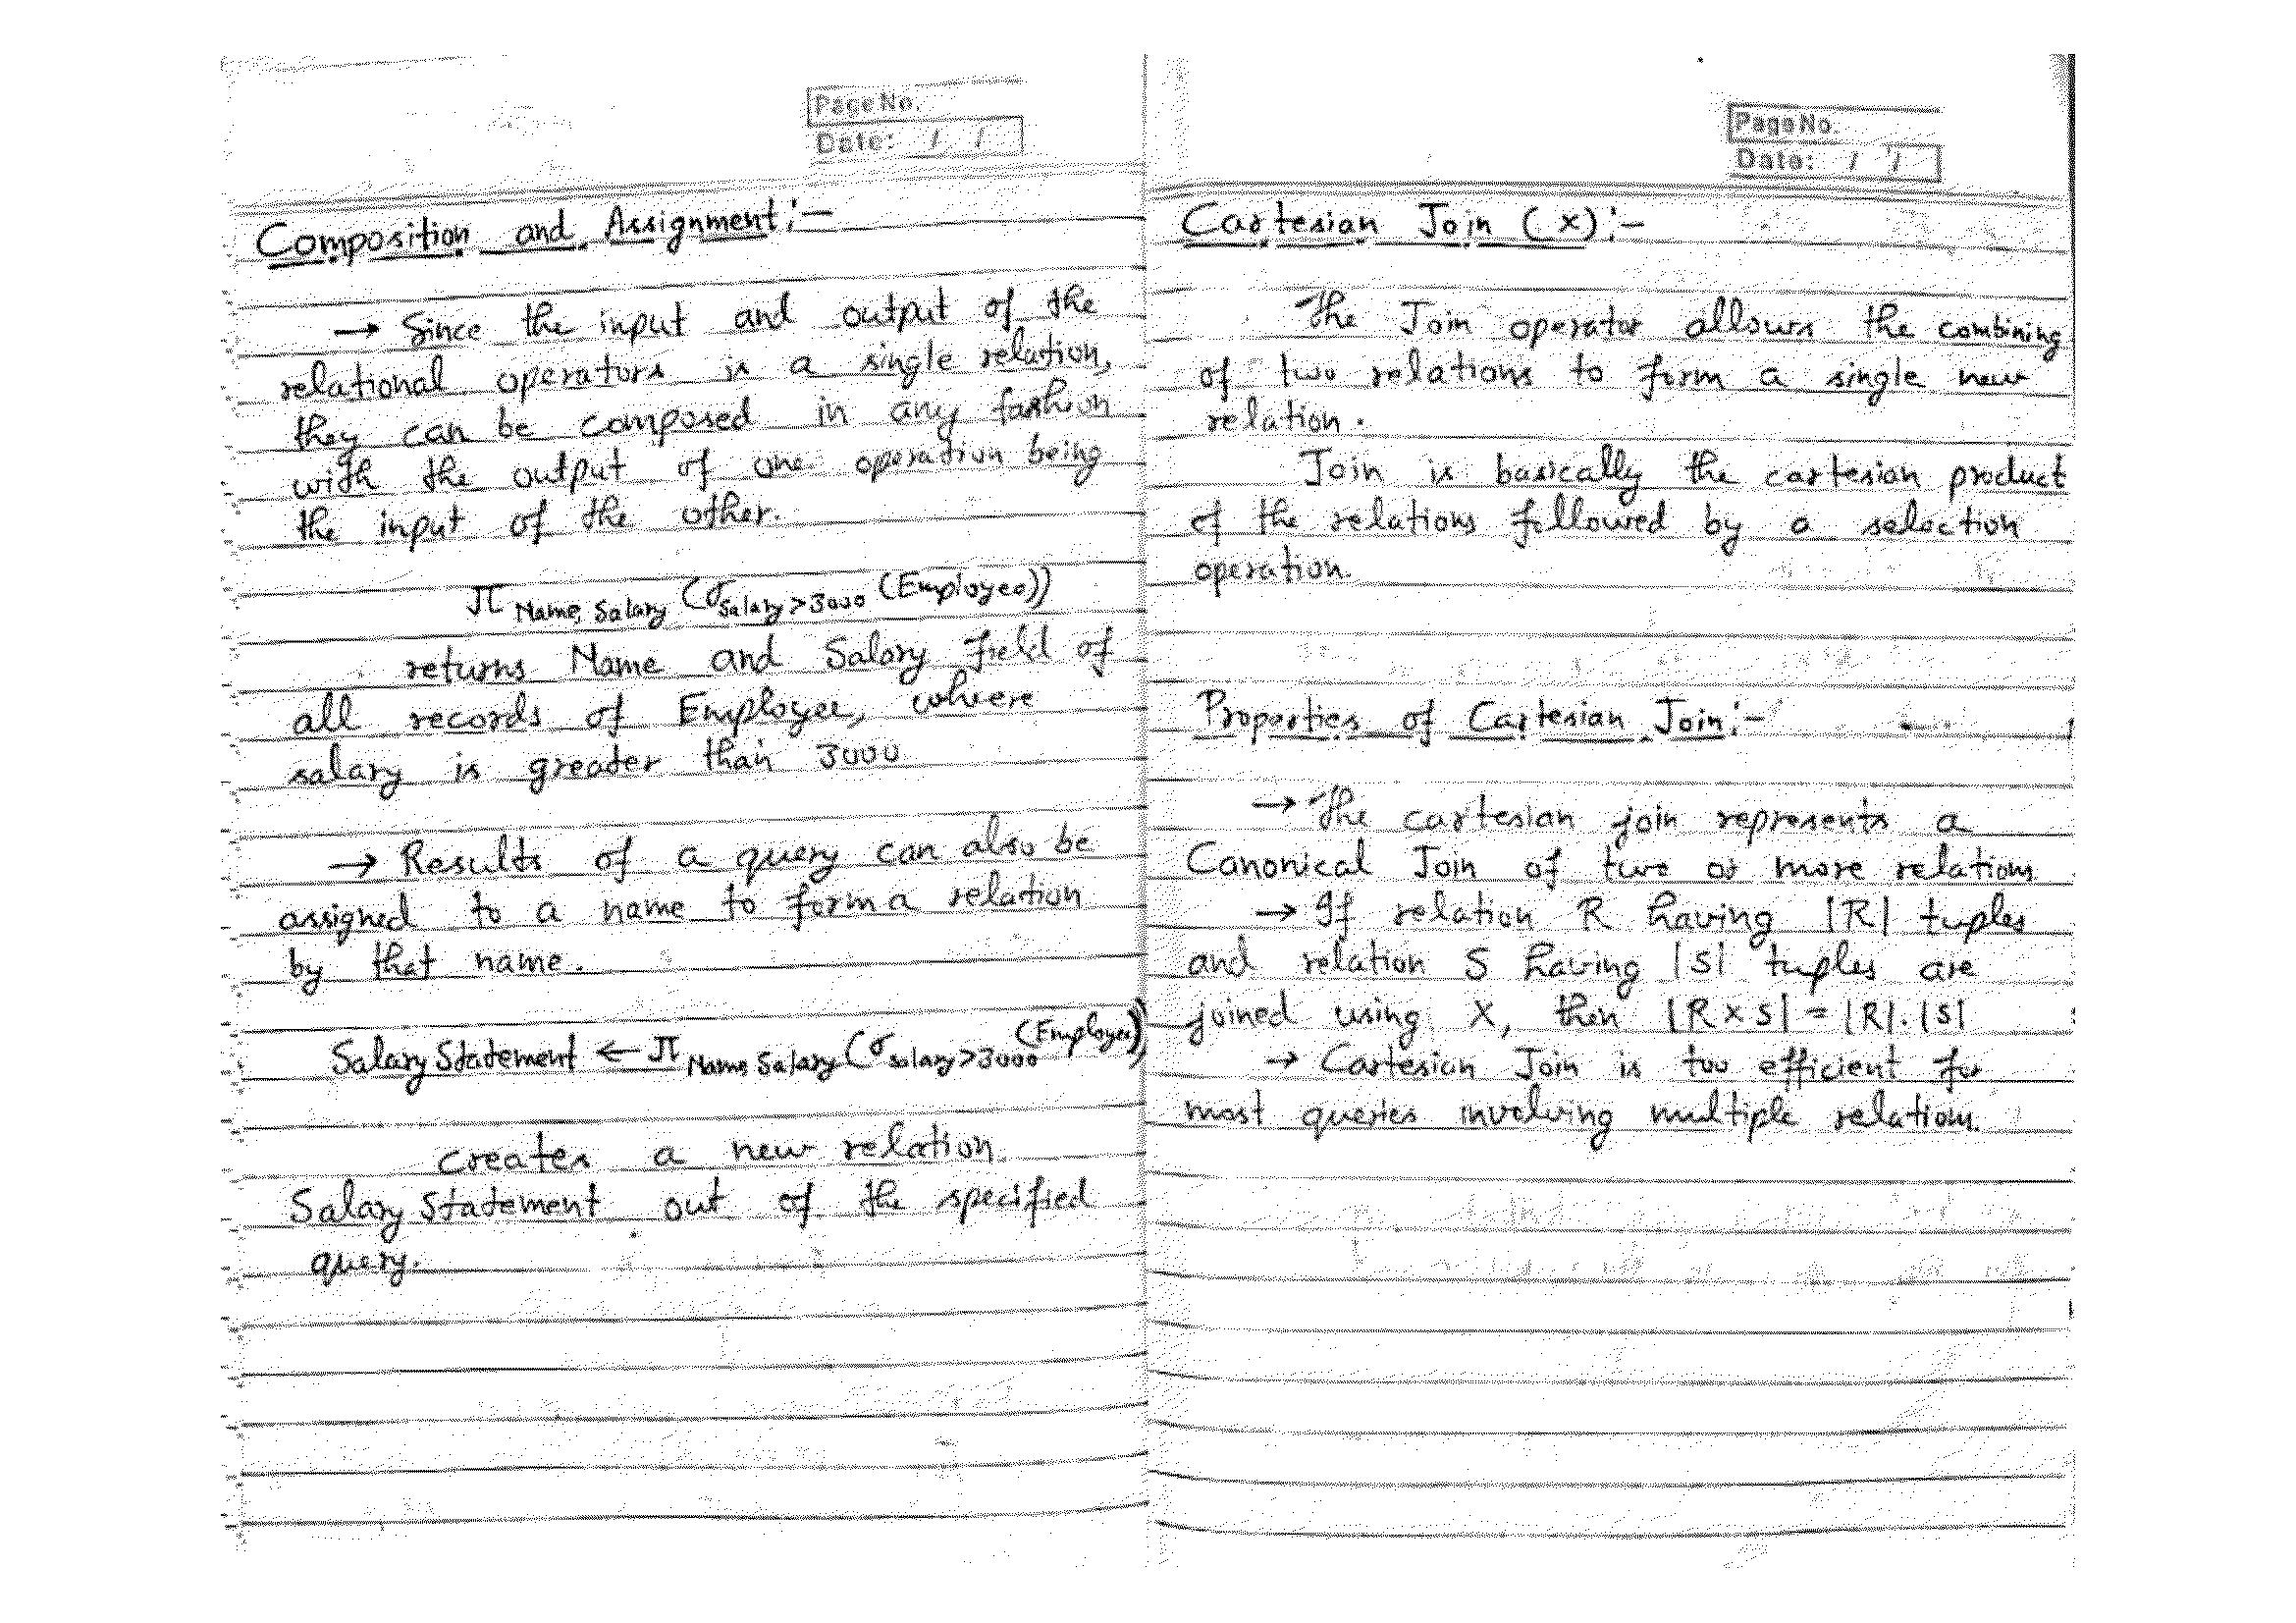 Page No.
Date: / /
Composition and Assignment:-
→ Since the input and output of the
relational operators is a single relation,
they can be composed in any fashion
with the output of one operation being
the input of the other.
π Name, Salary (σ Salary>3000 (Employee))
returns Name and Salary field of
all records of Employee, where
salary is greater than 3000
→ Results of a query can also be
assigned to a name to form a relation
by that name.
Salary Statement ← π Name, Salary (σ salary>3000 (Employee))
creates a new relation
Salary Statement out of the specified
query.
Page No.
Date: / /
Cartesian Join (X):-
The Join operator allows the combining
of two relations to form a single new
relation.
Join is basically the cartesian product
of the relations followed by a selection
operation.
Properties of Cartesian Join:-
→ The cartesian join represents a
Canonical Join of two or more relations
→ If relation R having |R| tuples
and relation S having |S| tuples are
joined using X, then |R x S| = |R|.|S|
→ Cartesian Join is too efficient for
most queries involving multiple relations.